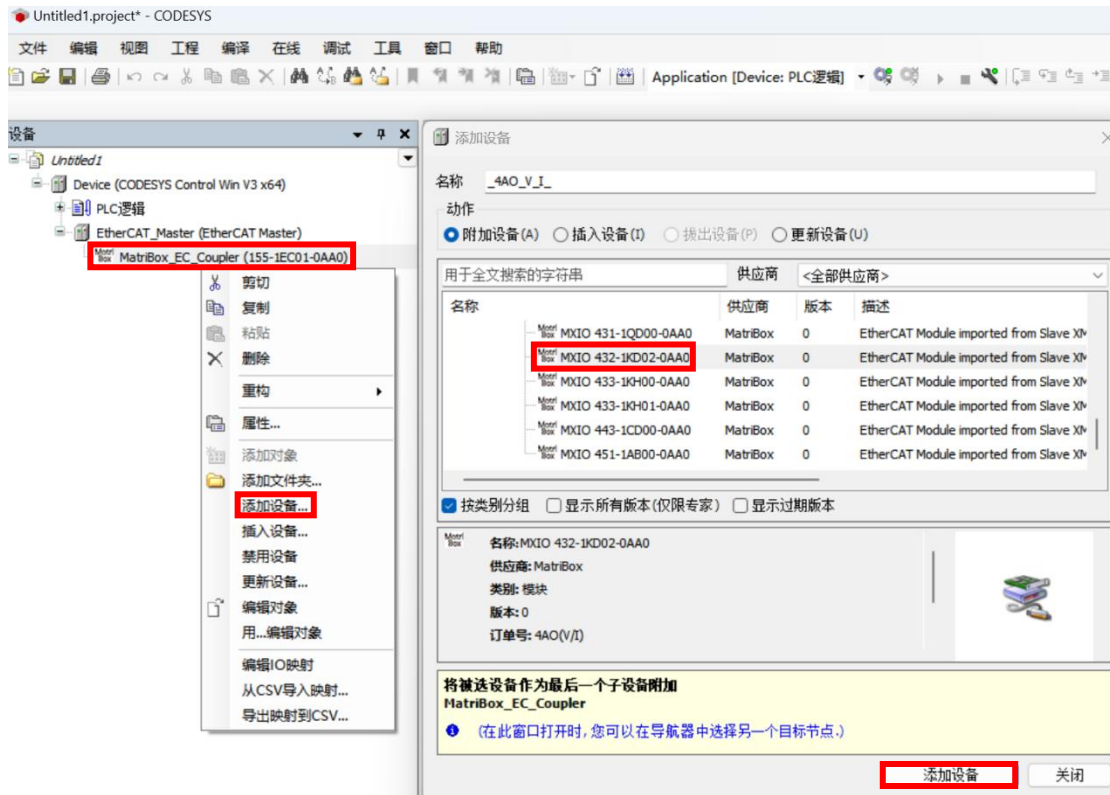 Untitled1.project* - CODESYS
文件 编辑 视图 工程 编译 在线 调试 工具 窗口 帮助
Application [Device: PLC逻辑]
设备
Untitled1
Device (CODESYS Control Win V3 x64)
PLC逻辑
EtherCAT_Master (EtherCAT Master)
MatriBox_EC_Coupler (155-1EC01-0AA0)
剪切
复制
粘贴
删除
重构
属性...
添加对象
添加文件夹...
添加设备...
插入设备...
禁用设备
更新设备...
编辑对象
用...编辑对象
编辑IO映射
从CSV导入映射...
导出映射到CSV...
添加设备
名称 _4AO_V_I_
动作
附加设备(A) 插入设备(I) 拔出设备(P) 更新设备(U)
用于全文搜索的字符串 供应商 <全部供应商>
名称 供应商 版本 描述
MXIO 431-1QD00-0AA0 MatriBox 0 EtherCAT Module imported from Slave XM
MXIO 432-1KD02-0AA0 MatriBox 0 EtherCAT Module imported from Slave XM
MXIO 433-1KH00-0AA0 MatriBox 0 EtherCAT Module imported from Slave XM
MXIO 433-1KH01-0AA0 MatriBox 0 EtherCAT Module imported from Slave XM
MXIO 443-1CD00-0AA0 MatriBox 0 EtherCAT Module imported from Slave XM
MXIO 451-1AB00-0AA0 MatriBox 0 EtherCAT Module imported from Slave XM
按类别分组 显示所有版本(仅限专家) 显示过期版本
Matri Box
名称:MXIO 432-1KD02-0AA0
供应商: MatriBox
类别: 模块
版本: 0
订单号: 4AO(V/I)
将被选设备作为最后一个子设备附加
MatriBox_EC_Coupler
(在此窗口打开时,您可以在导航器中选择另一个目标节点.)
添加设备 关闭